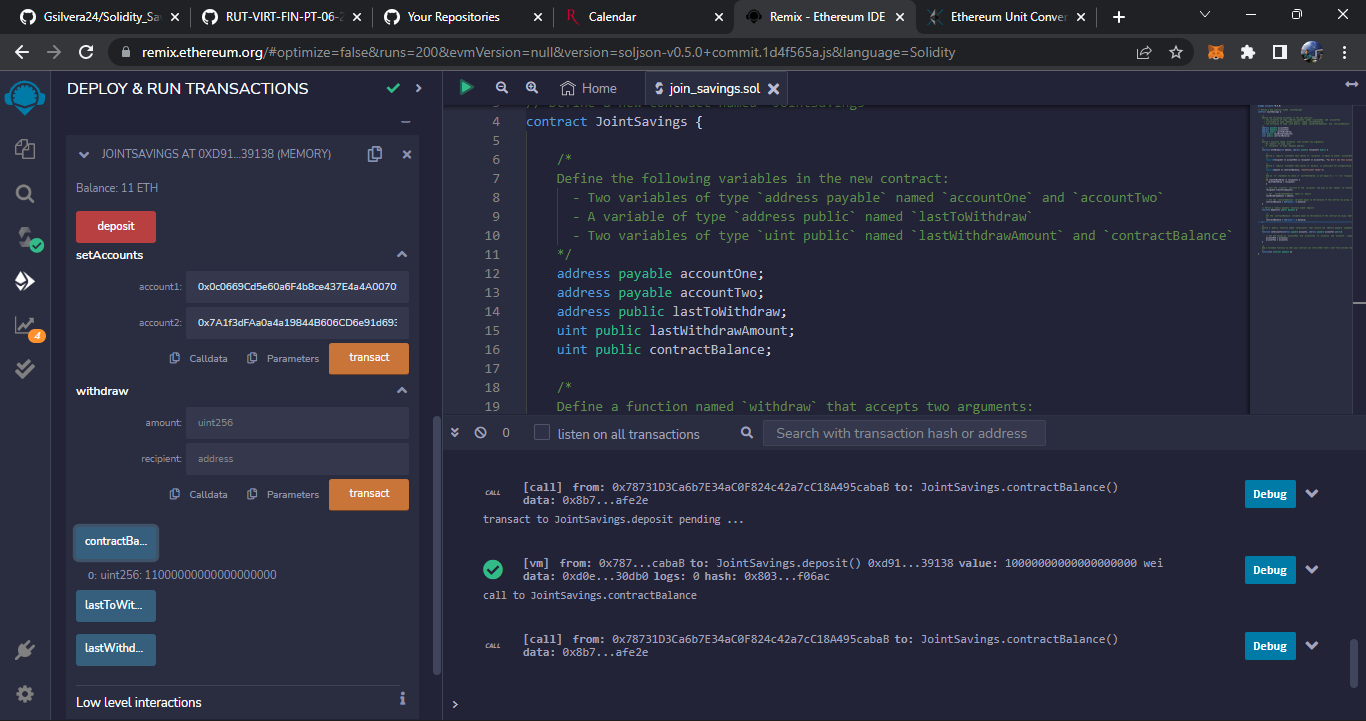 Gsilvera24/Solidity_Sav
RUT-VIRT-FIN-PT-06-2
Your Repositories
Calendar
Remix - Ethereum IDE
Ethereum Unit Conver
remix.ethereum.org/#optimize=false&runs=200&evmVersion=null&version=soljson-v0.5.0+commit.1d4f565a.js&language=Solidity
DEPLOY & RUN TRANSACTIONS
JOINTSAVINGS AT 0XD91...39138 (MEMORY)
Balance: 11 ETH
deposit
setAccounts
account1: 0x0c0669Cd5e60a6F4b8ce437E4a4A0070
account2: 0x7A1f3dFAa0a4a19844B606CD6e91d693
Calldata Parameters transact
withdraw
amount: uint256
recipient: address
Calldata Parameters transact
contractBa...
0: uint256: 11000000000000000000
lastToWit...
lastWithd...
Low level interactions
4
Home
join_savings.sol
3 // Define a new contract named `JointSavings`
4 contract JointSavings {
5
6 /*
7 Define the following variables in the new contract:
8 - Two variables of type `address payable` named `accountOne` and `accountTwo`
9 - A variable of type `address public` named `lastToWithdraw`
10 - Two variables of type `uint public` named `lastWithdrawAmount` and `contractBalance`
11 */
12 address payable accountOne;
13 address payable accountTwo;
14 address public lastToWithdraw;
15 uint public lastWithdrawAmount;
16 uint public contractBalance;
17
18 /*
19 Define a function named `withdraw` that accepts two arguments:
0 listen on all transactions Search with transaction hash or address
CALL [call] from: 0x78731D3Ca6b7E34aC0F824c42a7cC18A495cabaB to: JointSavings.contractBalance() Debug
data: 0x8b7...afe2e
transact to JointSavings.deposit pending ...
[vm] from: 0x787...cabaB to: JointSavings.deposit() 0xd91...39138 value: 10000000000000000000 wei Debug
data: 0xd0e...30db0 logs: 0 hash: 0x803...f06ac
call to JointSavings.contractBalance
CALL [call] from: 0x78731D3Ca6b7E34aC0F824c42a7cC18A495cabaB to: JointSavings.contractBalance() Debug
data: 0x8b7...afe2e
>